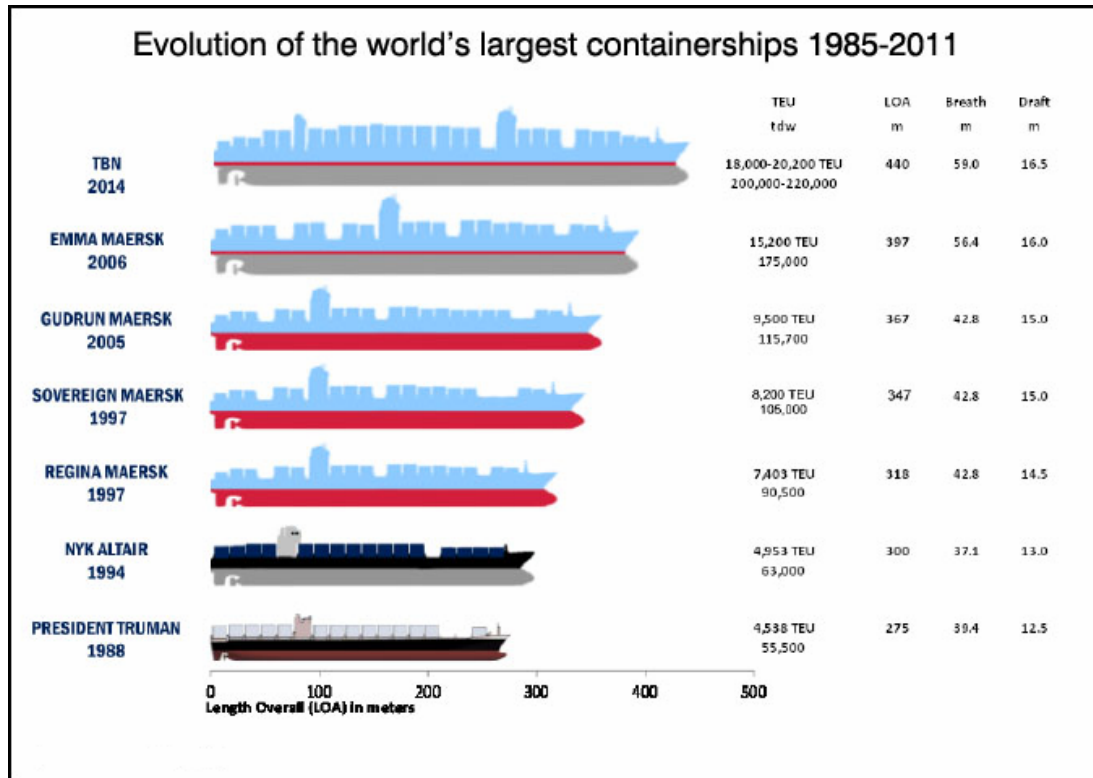 Evolution of the world's largest containerships 1985-2011
TEU LOA Breath Draft
tdw m m m
TBN
2014
18,000-20,200 TEU 440 59.0 16.5
200,000-220,000
EMMA MAERSK
2006
15,200 TEU 397 56.4 16.0
175,000
GUDRUN MAERSK
2005
9,500 TEU 367 42.8 15.0
115,700
SOVEREIGN MAERSK
1997
8,200 TEU 347 42.8 15.0
105,000
REGINA MAERSK
1997
7,403 TEU 318 42.8 14.5
90,500
NYK ALTAIR
1994
4,953 TEU 300 37.1 13.0
63,000
PRESIDENT TRUMAN
1988
4,538 TEU 275 39.4 12.5
55,500
0 100 200 300 400 500
Length Overall (LOA) in meters